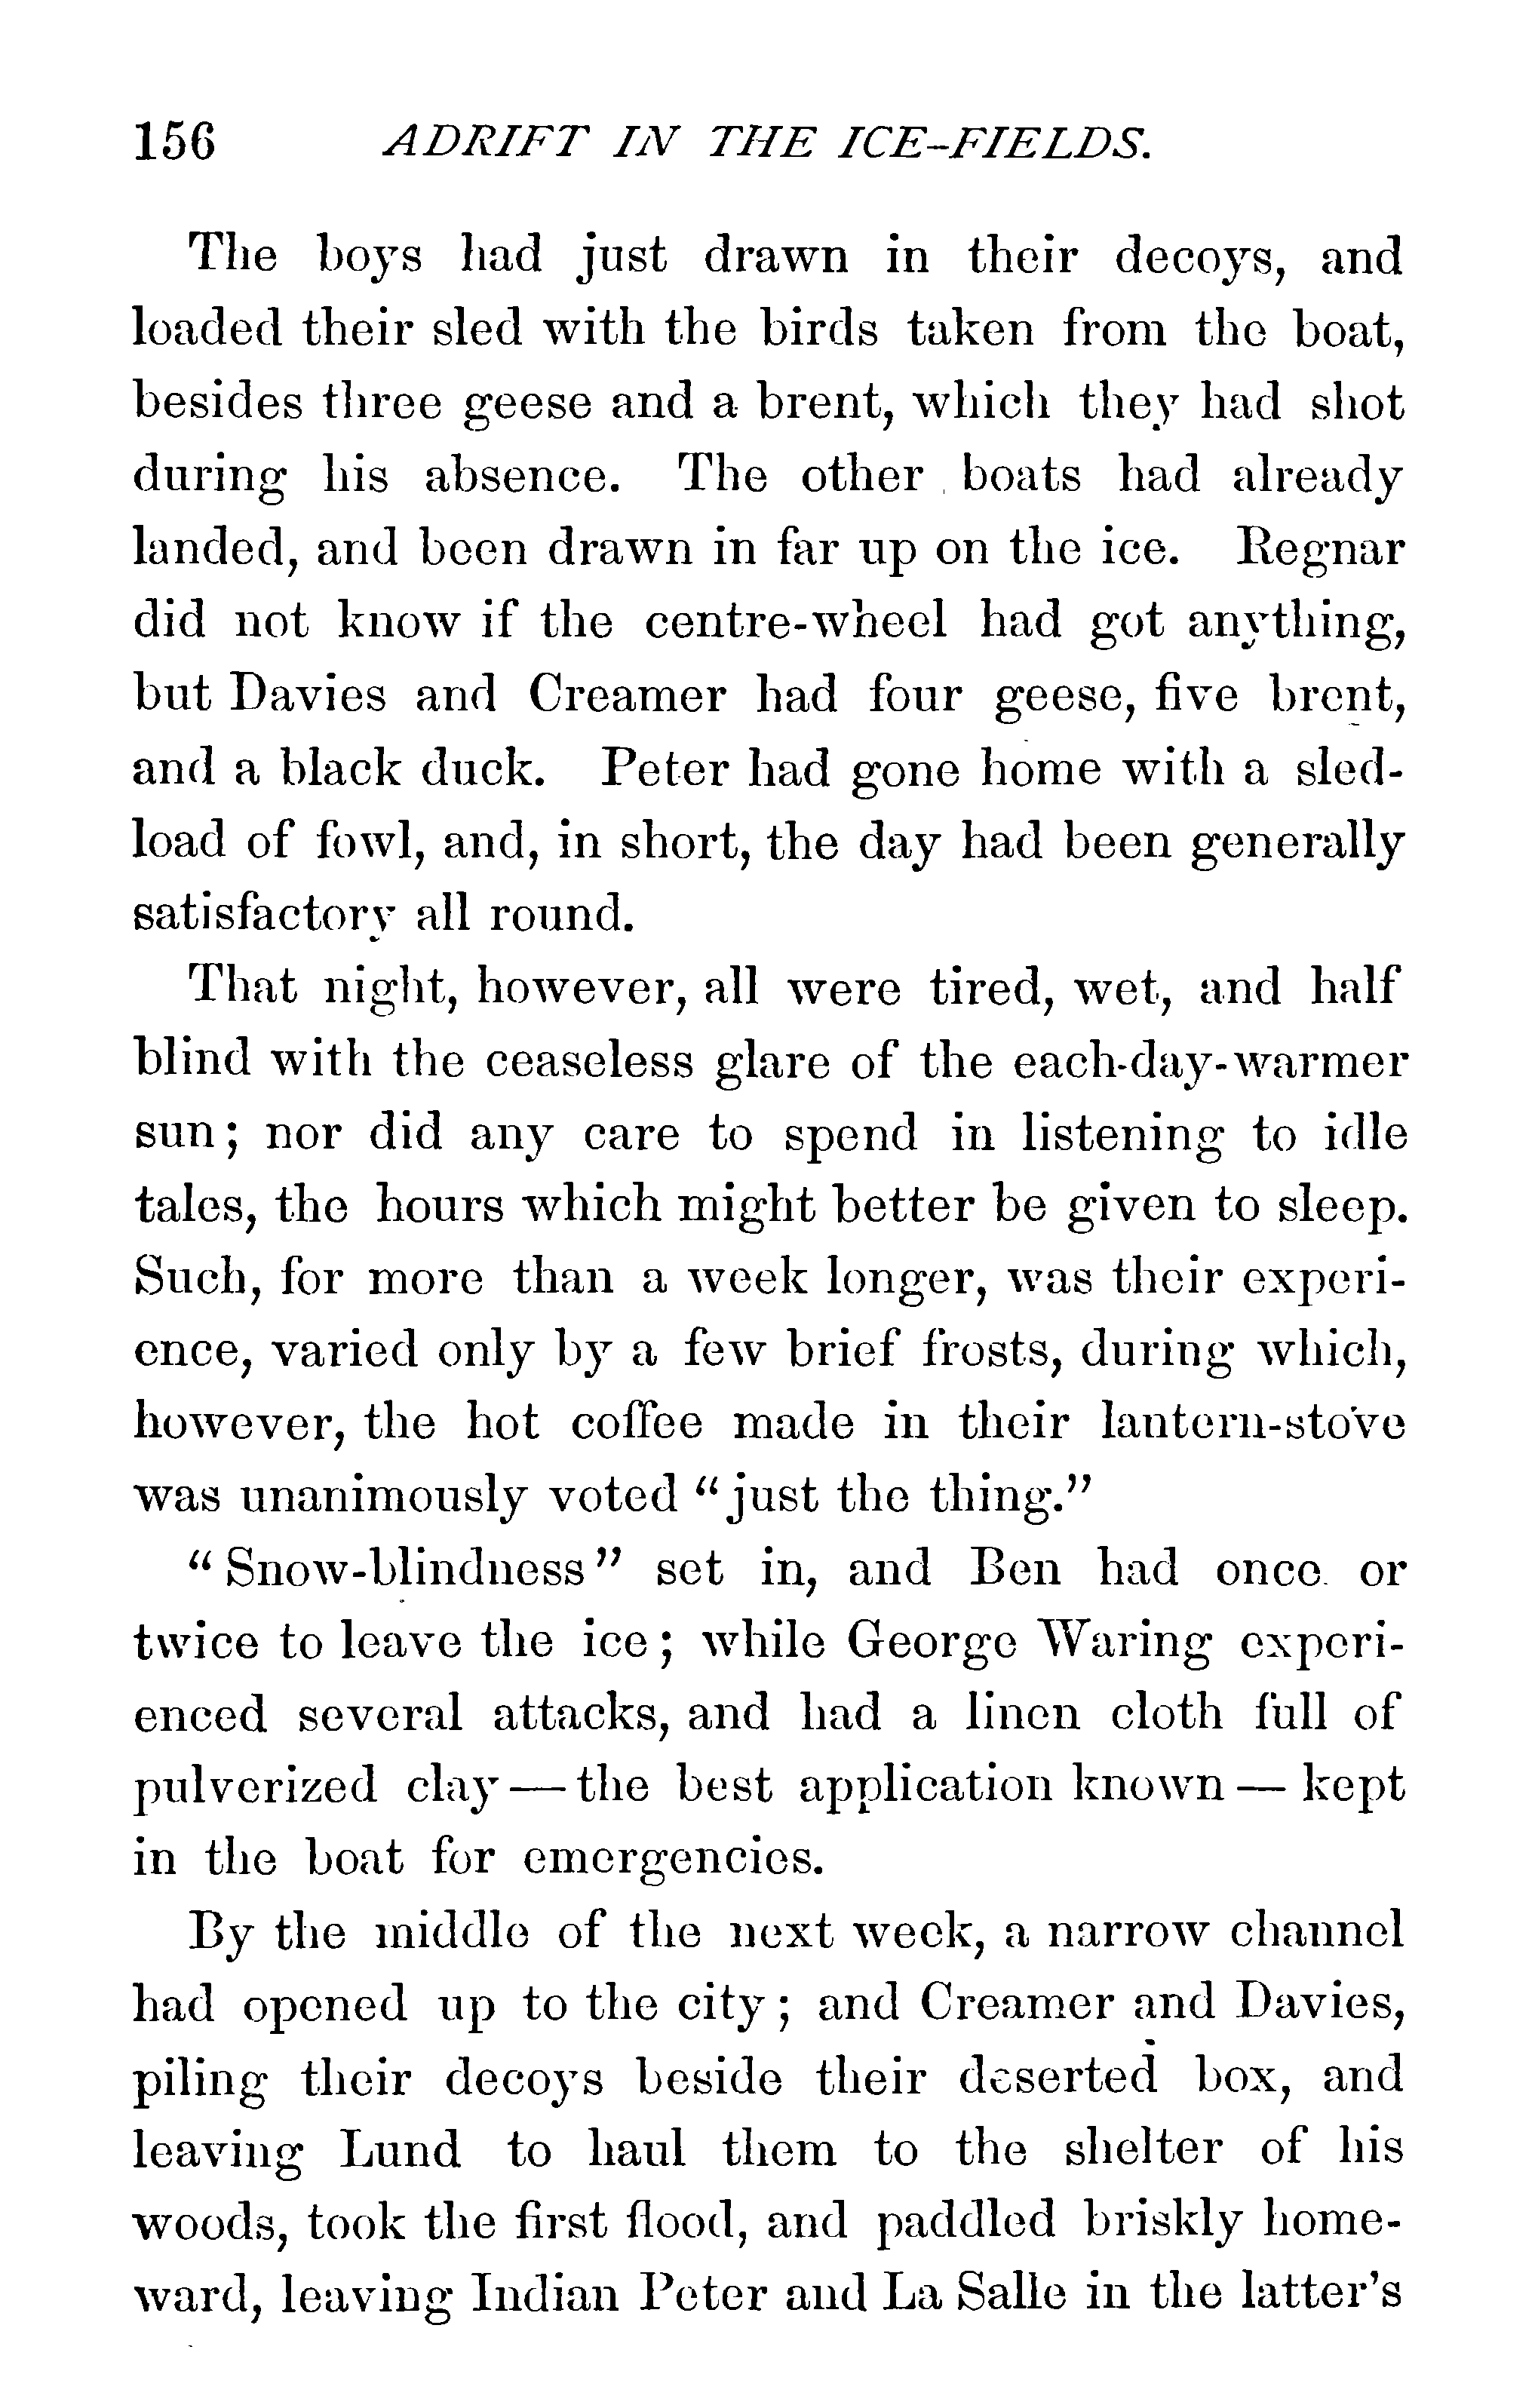 156 ADRIFT IN THE ICE-FIELDS.
The boys had just drawn in their decoys, and
loaded their sled with the birds taken from the boat,
besides three geese and a brent, which they had shot
during his absence. The other boats had already
landed, and been drawn in far up on the ice. Regnar
did not know if the centre-wheel had got anything,
but Davies and Creamer had four geese, five brent,
and a black duck. Peter had gone home with a sled-
load of fowl, and, in short, the day had been generally
satisfactory all round.
That night, however, all were tired, wet, and half
blind with the ceaseless glare of the each-day-warmer
sun; nor did any care to spend in listening to idle
tales, the hours which might better be given to sleep.
Such, for more than a week longer, was their experi-
ence, varied only by a few brief frosts, during which,
however, the hot coffee made in their lantern-stove
was unanimously voted "just the thing."
"Snow-blindness" set in, and Ben had once or
twice to leave the ice; while George Waring experi-
enced several attacks, and had a linen cloth full of
pulverized clay — the best application known — kept
in the boat for emergencies.
By the middle of the next week, a narrow channel
had opened up to the city; and Creamer and Davies,
piling their decoys beside their deserted box, and
leaving Lund to haul them to the shelter of his
woods, took the first flood, and paddled briskly home-
ward, leaving Indian Peter and La Salle in the latter's